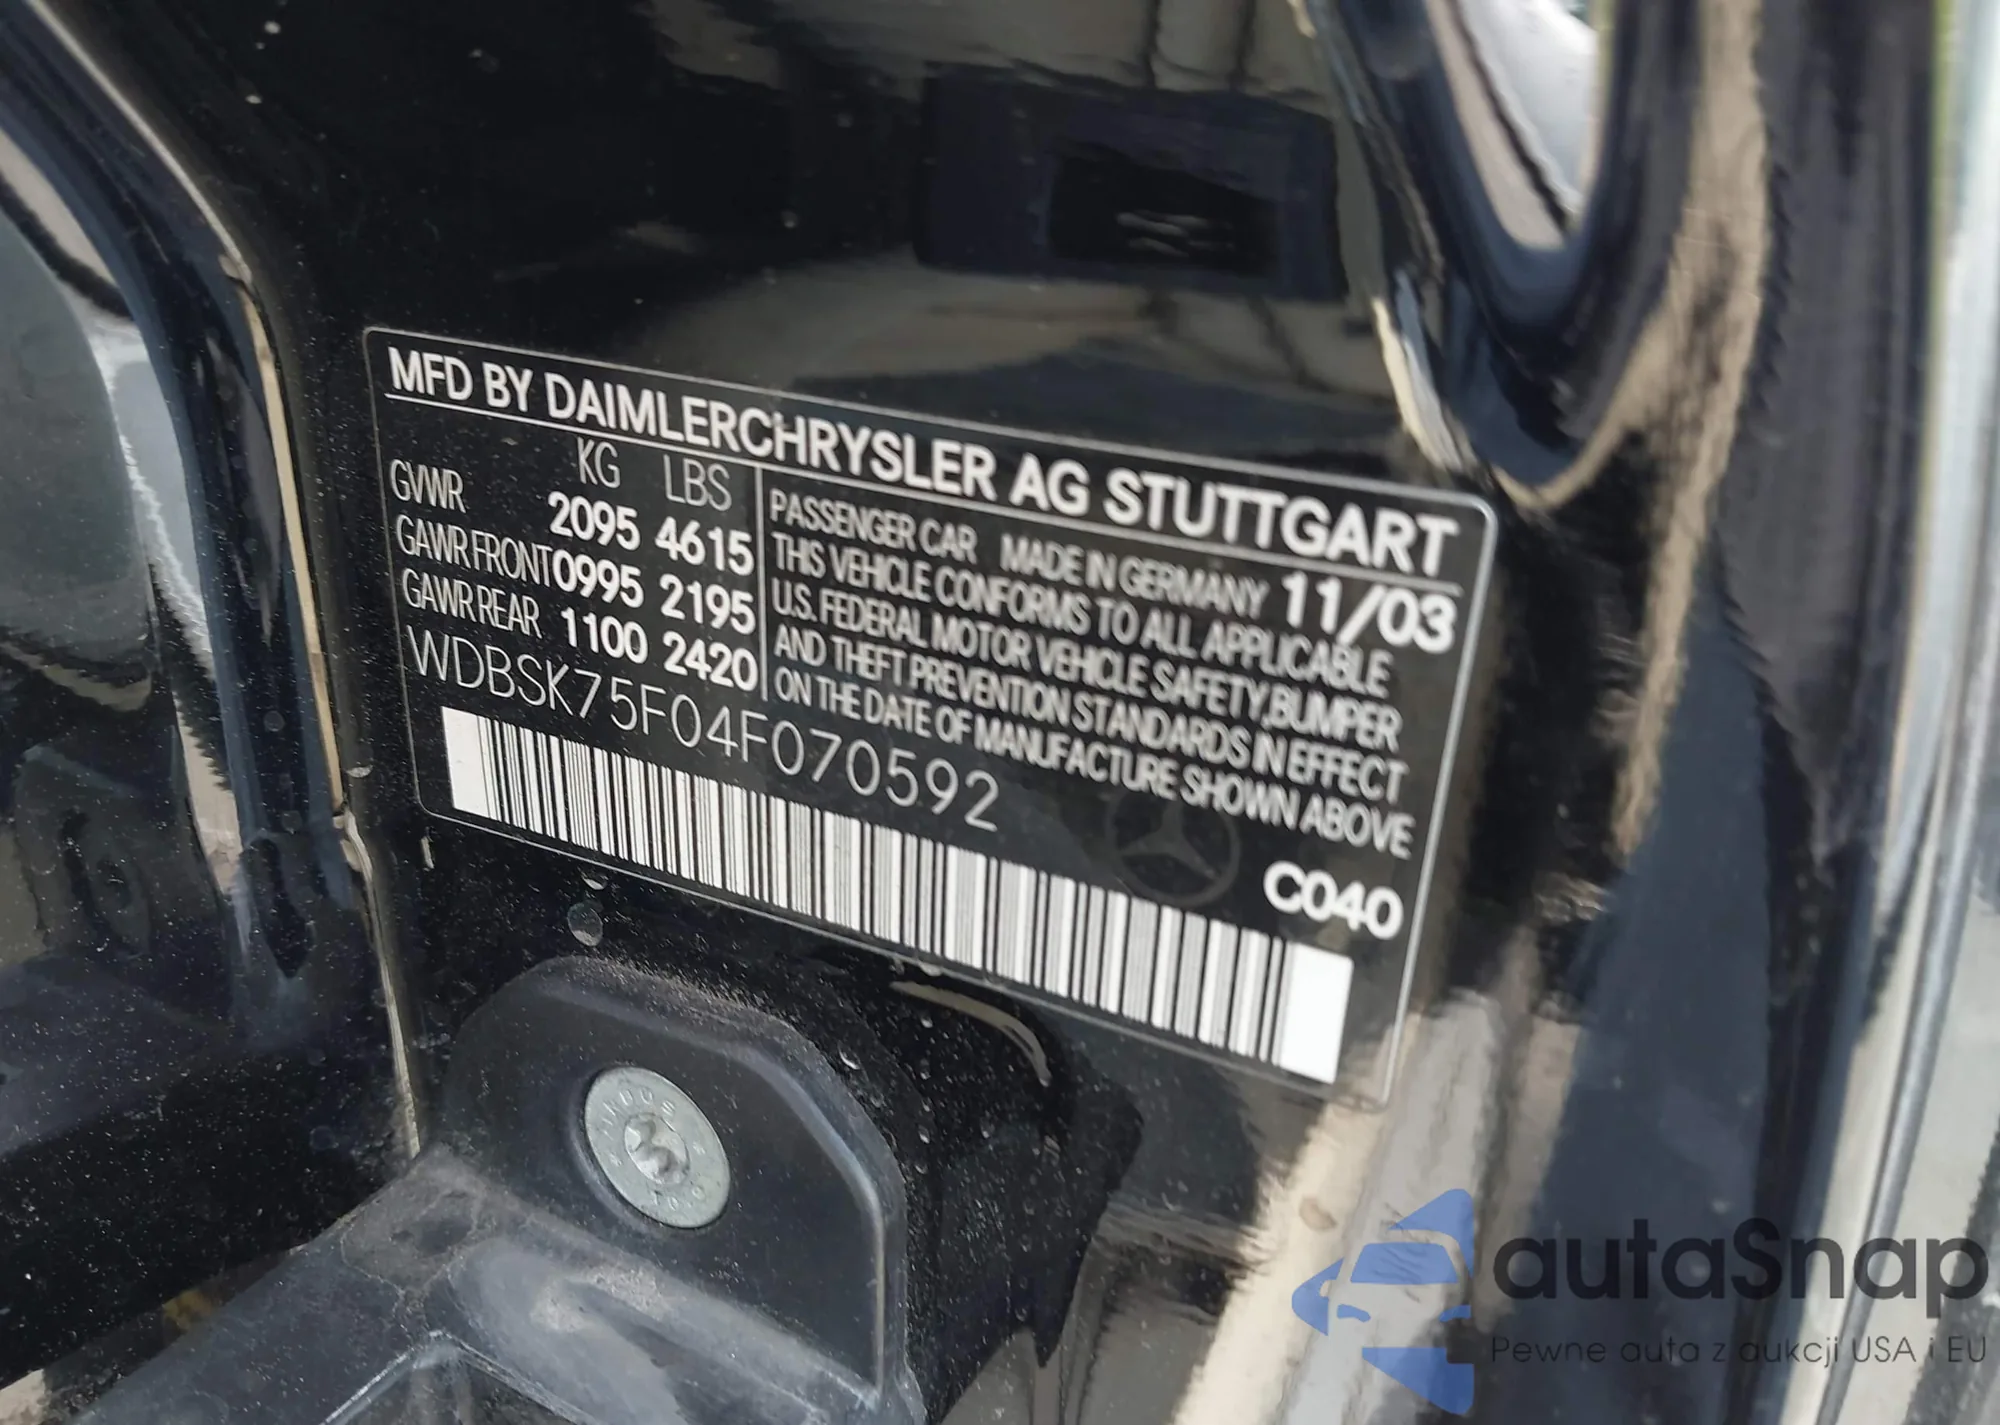 MFD BY DAIMLERCHRYSLER AG STUTTGART
KG LBS
GVWR 2095 4615
GAWR FRONT 0995 2195
GAWR REAR 1100 2420
PASSENGER CAR MADE IN GERMANY 11/03
THIS VEHICLE CONFORMS TO ALL APPLICABLE
U.S. FEDERAL MOTOR VEHICLE SAFETY, BUMPER
AND THEFT PREVENTION STANDARDS IN EFFECT
ON THE DATE OF MANUFACTURE SHOWN ABOVE
WDBSK75F04F070592
C040
autaSnap
Pewne auta z aukcji USA i EU